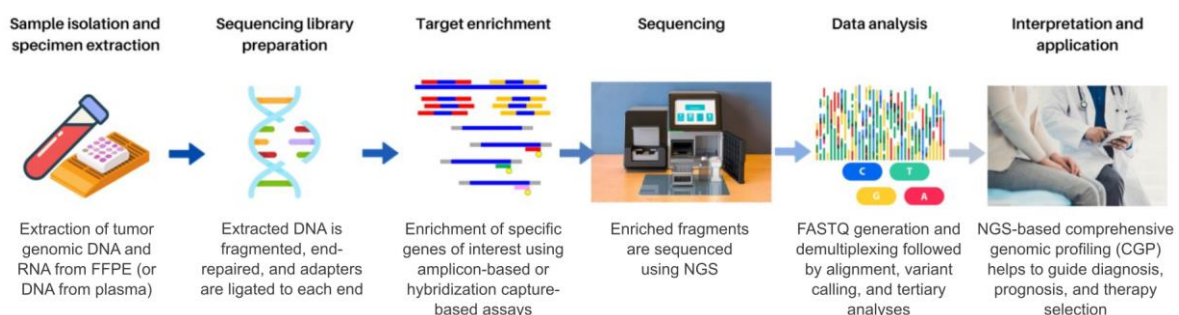 Sample isolation and
specimen extraction
Sequencing library
preparation
Target enrichment
Sequencing
Data analysis
Interpretation and
application
C
T
G
A
Extraction of tumor
genomic DNA and
RNA from FFPE (or
DNA from plasma)
Extracted DNA is
fragmented, end-
repaired, and adapters
are ligated to each end
Enrichment of specific
genes of interest using
amplicon-based or
hybridization capture-
based assays
Enriched fragments
are sequenced
using NGS
FASTQ generation and
demultiplexing followed
by alignment, variant
calling, and tertiary
analyses
NGS-based comprehensive
genomic profiling (CGP)
helps to guide diagnosis,
prognosis, and therapy
selection